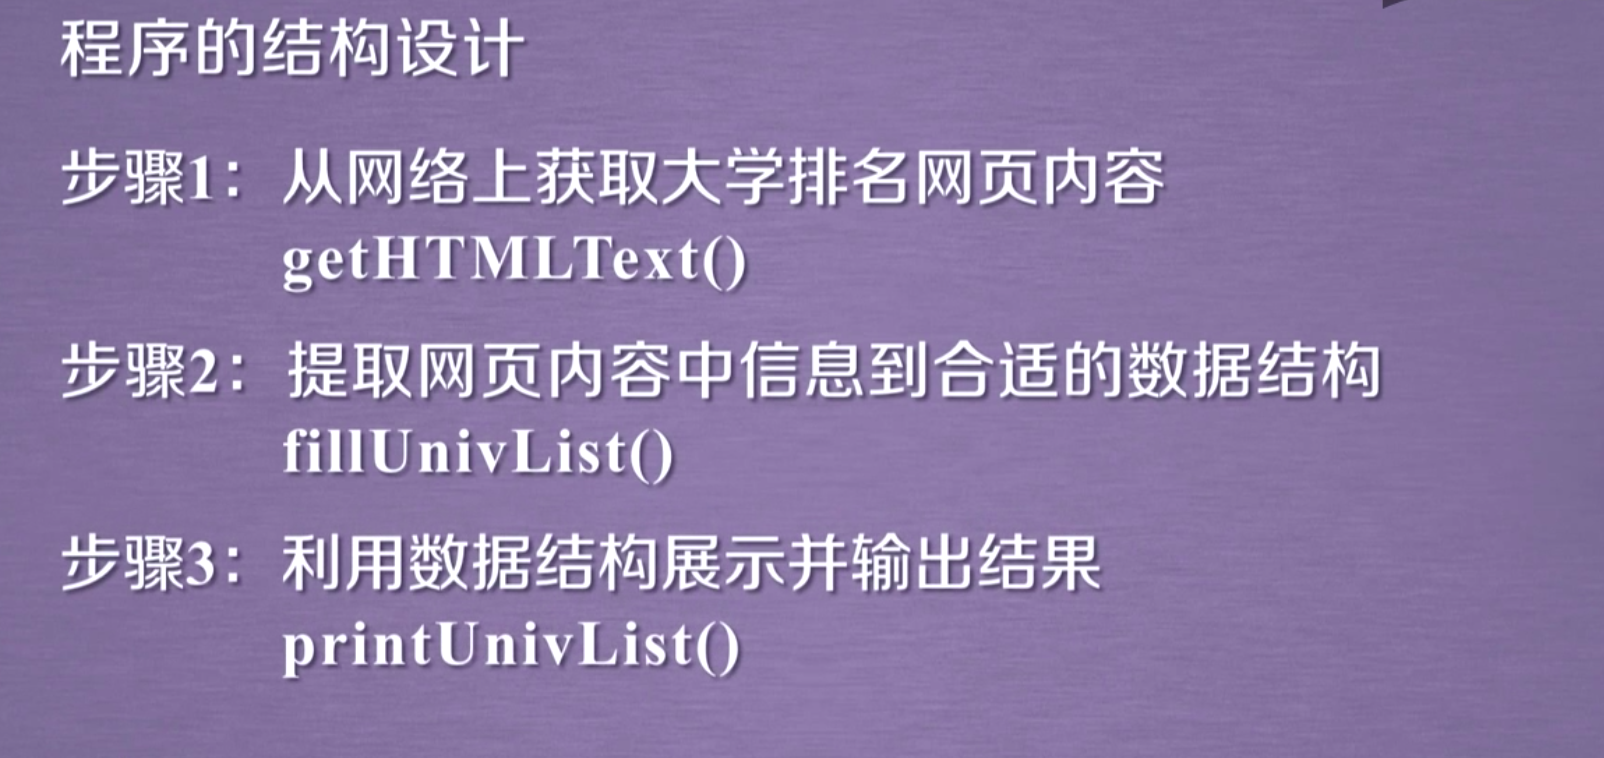 程序的结构设计
步骤1：从网络上获取大学排名网页内容
getHTMLText()
步骤2：提取网页内容中信息到合适的数据结构
fillUnivList()
步骤3：利用数据结构展示并输出结果
printUnivList()